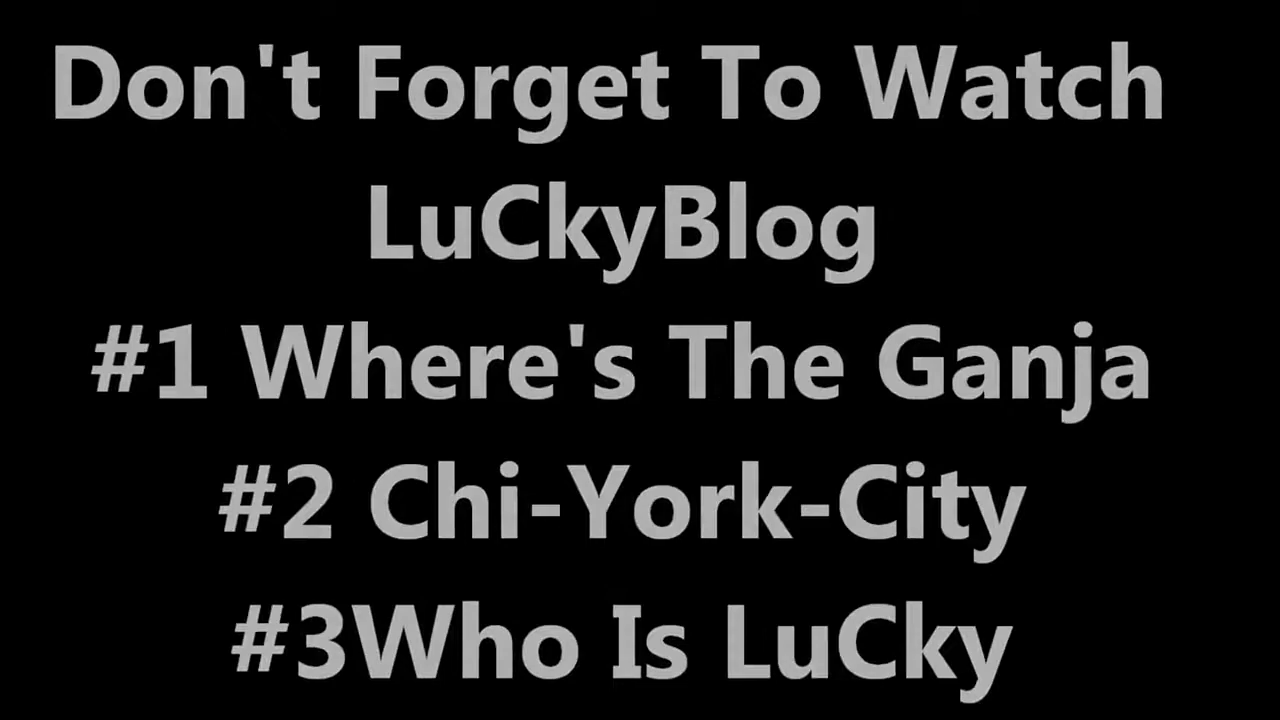 Don't Forget To Watch
LuCkyBlog
#1 Where's The Ganja
#2 Chi-York-City
#3Who Is LuCky